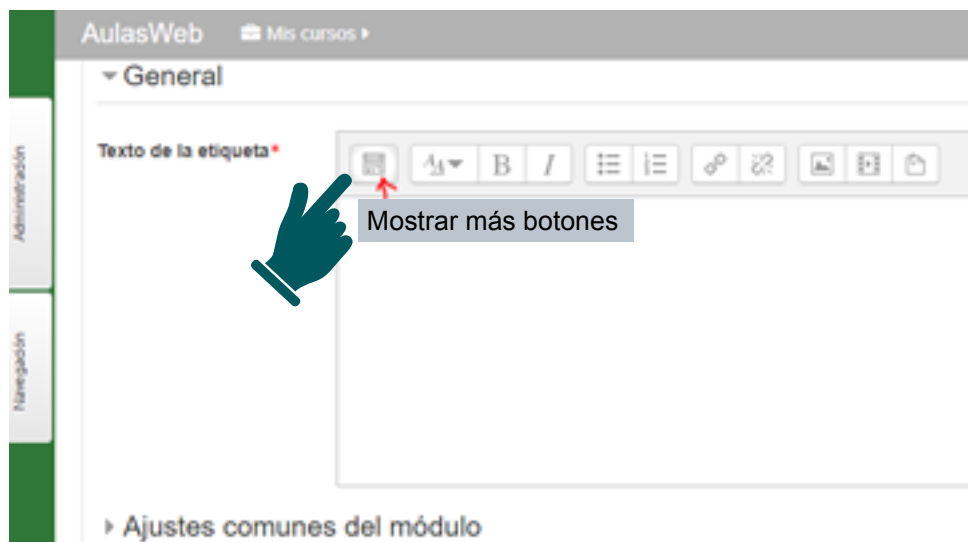 AulasWeb Mis cursos
General
Texto de la etiqueta*
B I
Mostrar más botones
Administración
Navegación
Ajustes comunes del módulo